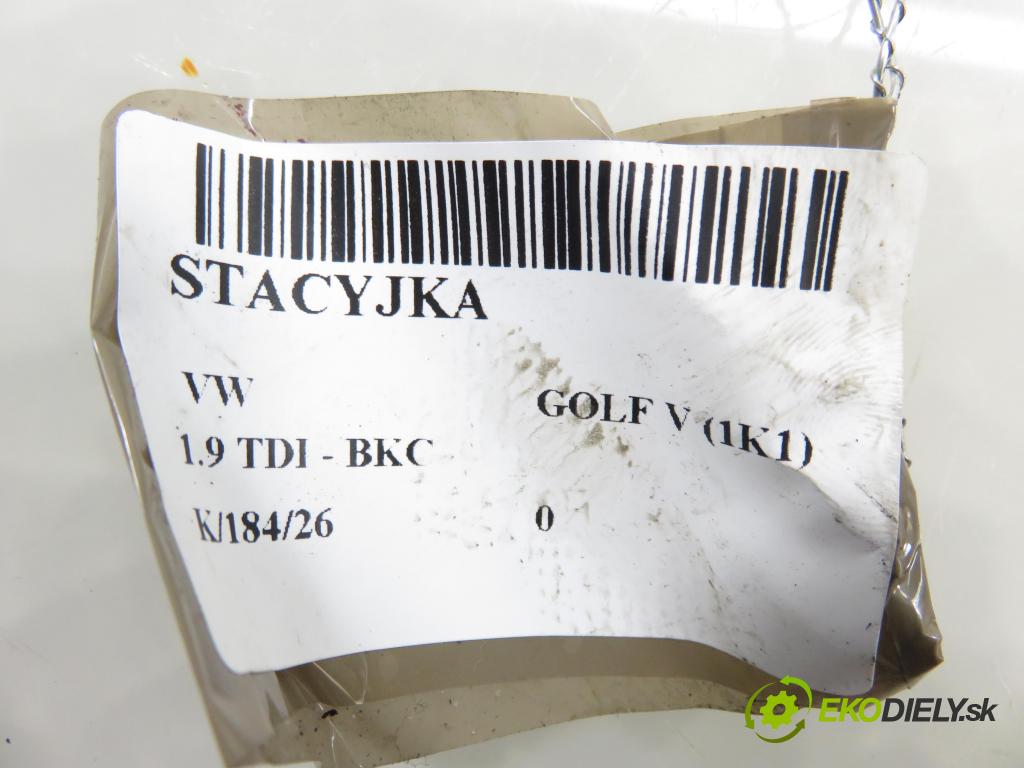 STACYJKA
VW GOLF V (1K1)
1.9 TDI - BKC
K/184/26 0
EKODIELY.sk